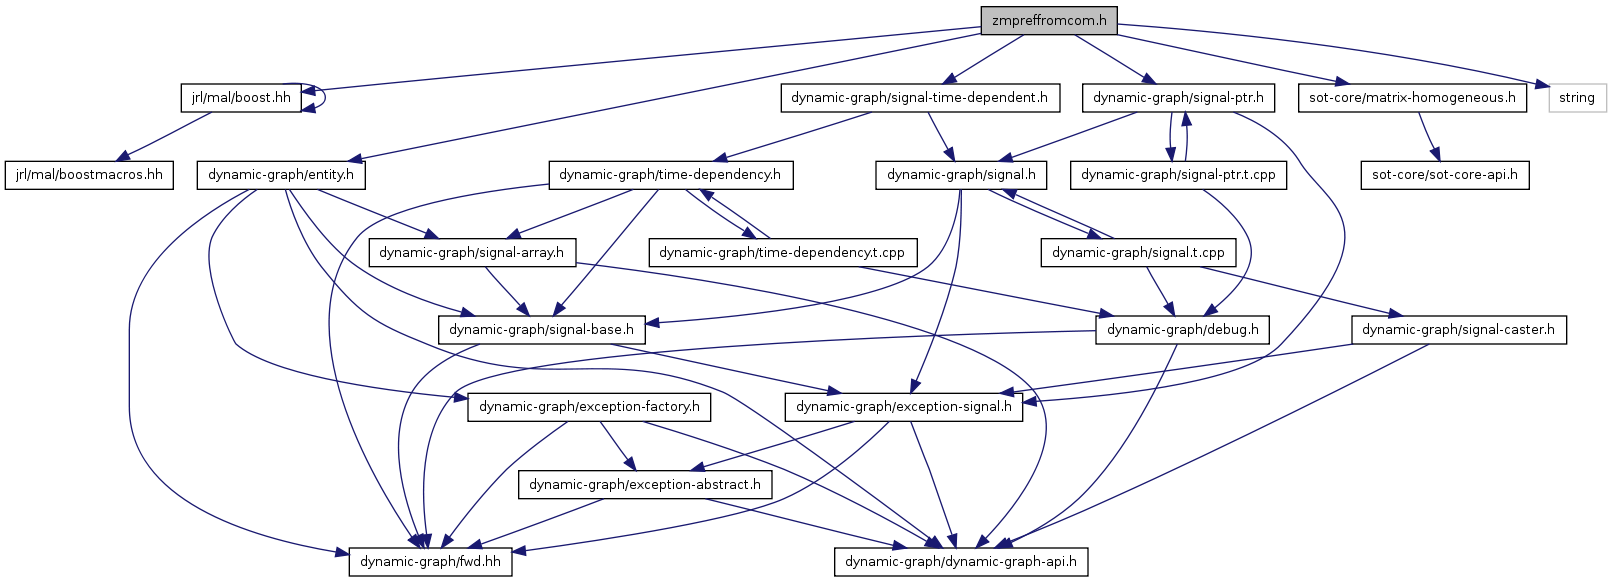 zmpreffromcom.h
jrl/mal/boost.hh
dynamic-graph/signal-time-dependent.h
dynamic-graph/signal-ptr.h
sot-core/matrix-homogeneous.h
string
jrl/mal/boostmacros.hh
dynamic-graph/entity.h
dynamic-graph/time-dependency.h
dynamic-graph/signal.h
dynamic-graph/signal-ptr.t.cpp
sot-core/sot-core-api.h
dynamic-graph/signal-array.h
dynamic-graph/time-dependency.t.cpp
dynamic-graph/signal.t.cpp
dynamic-graph/signal-base.h
dynamic-graph/debug.h
dynamic-graph/signal-caster.h
dynamic-graph/exception-factory.h
dynamic-graph/exception-signal.h
dynamic-graph/exception-abstract.h
dynamic-graph/fwd.hh
dynamic-graph/dynamic-graph-api.h